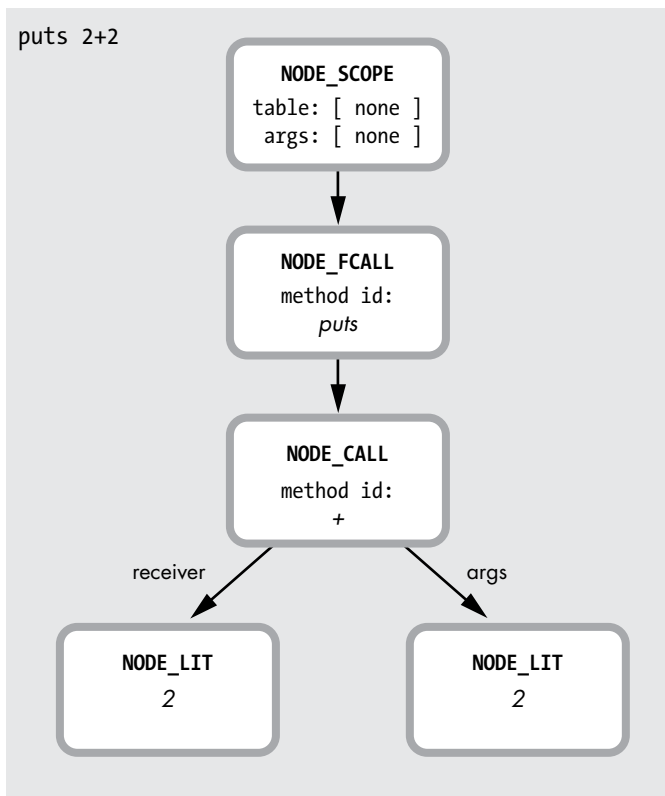 puts 2+2
NODE_SCOPE
table: [ none ]
args: [ none ]
NODE_FCALL
method id:
puts
NODE_CALL
method id:
+
receiver
args
NODE_LIT
2
NODE_LIT
2